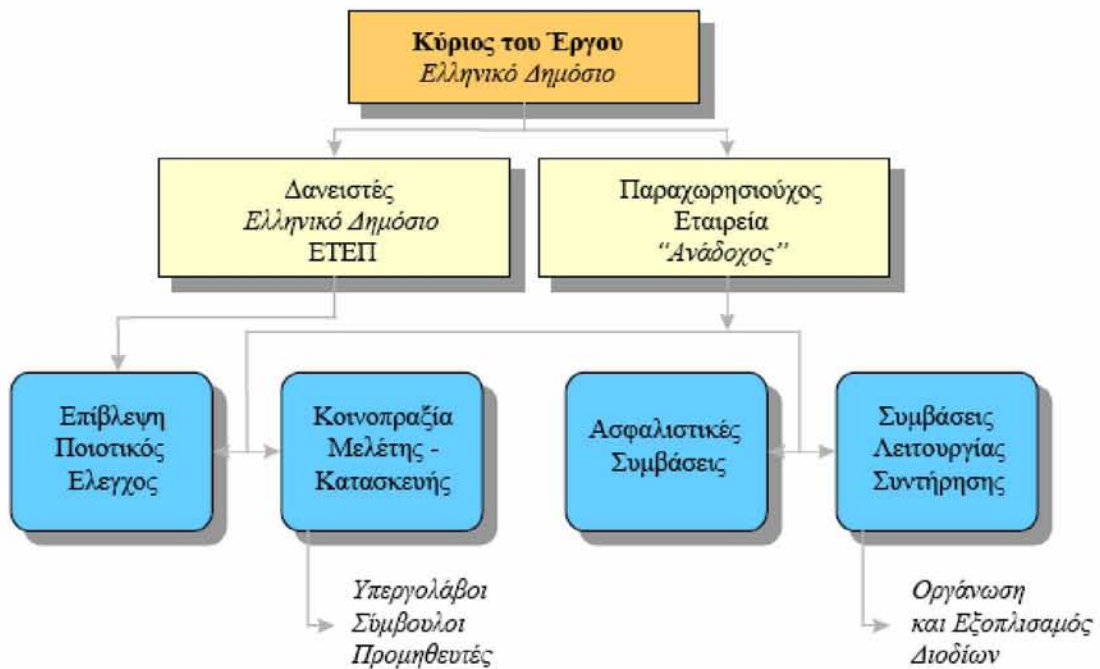 Κύριος του Έργου
Ελληνικό Δημόσιο
Δανειστές
Ελληνικό Δημόσιο
ΕΤΕΠ
Παραχωρησιούχος
Εταιρεία
“Ανάδοχος”
Επίβλεψη
Ποιοτικός
Ελεγχος
Κοινοπραξία
Μελέτης -
Κατασκευής
Ασφαλιστικές
Συμβάσεις
Συμβάσεις
Λειτουργίας
Συντήρησης
Υπεργολάβοι
Σύμβουλοι
Προμηθευτές
Οργάνωση
και Εξοπλισαμός
Διοδίων